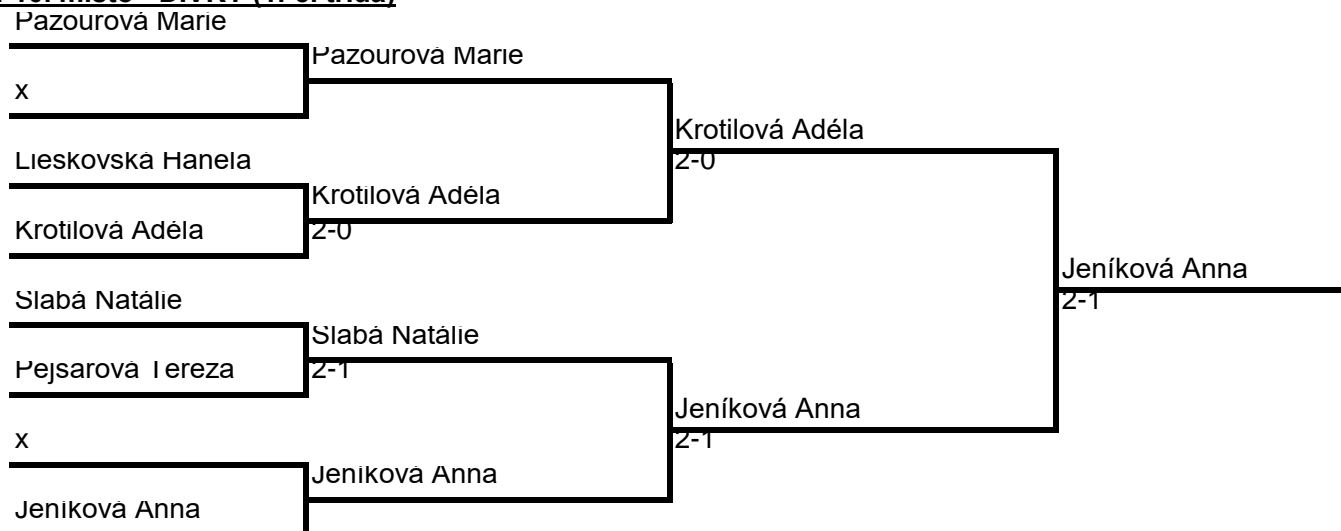 Pazourová Marie
Pazourová Marie
x
Krotilová Adéla
2-0
Lieskovská Hanela
Krotilová Adéla
Krotilová Adéla
2-0
Jeníková Anna
2-1
Slabá Natálie
Slabá Natálie
Pejsarová Tereza
2-1
Jeníková Anna
2-1
x
Jeníková Anna
Jeníková Anna